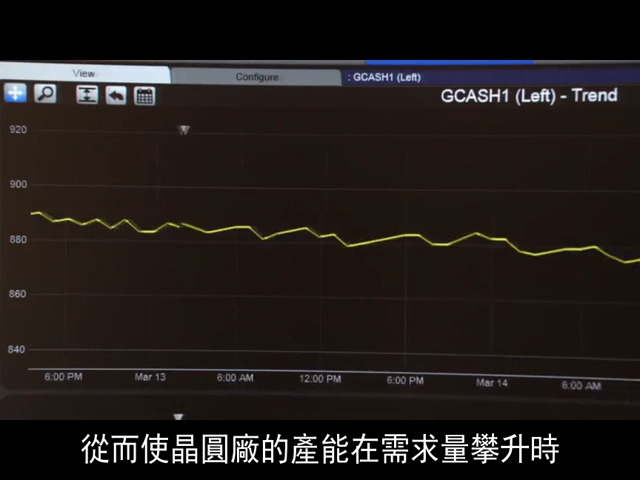 View
Configure
: GCASH1 (Left)
GCASH1 (Left) - Trend
920
900
880
860
840
6:00 PM
Mar 13
6:00 AM
12:00 PM
6:00 PM
Mar 14
6:00 AM
從而使晶圓廠的產能在需求量攀升時